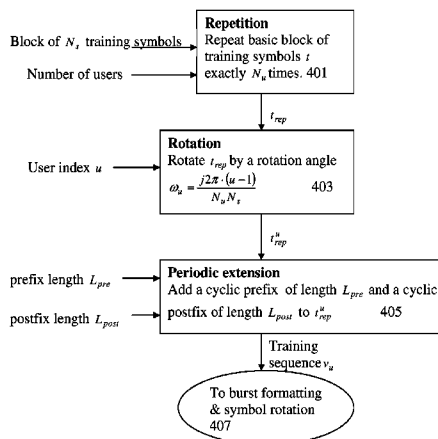 Repetition
Block of N_s training symbols
Repeat basic block of
training symbols t
Number of users
exactly N_u times. 401
t_rep
Rotation
User index u
Rotate t_rep by a rotation angle
ω_u = j2π·(u−1) / N_u N_s 403
t^u_rep
Periodic extension
prefix length L_pre
Add a cyclic prefix of length L_pre and a cyclic
postfix length L_post
postfix of length L_post to t^u_rep 405
Training
sequence v_u
To burst formatting
& symbol rotation
407